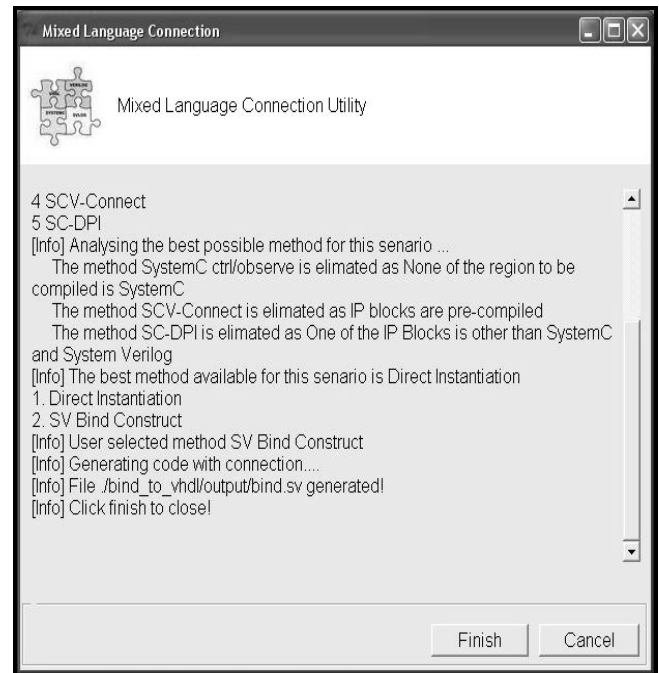 Mixed Language Connection
VERILOG
SYSTEMC
Mixed Language Connection Utility
4 SCV-Connect
5 SC-DPI
[Info] Analysing the best possible method for this senario ...
The method SystemC ctrl/observe is elimated as None of the region to be
compiled is SystemC
The method SCV-Connect is elimated as IP blocks are pre-compiled
The method SC-DPI is elimated as One of the IP Blocks is other than SystemC
and System Verilog
[Info] The best method available for this senario is Direct Instantiation
1. Direct Instantiation
2. SV Bind Construct
[Info] User selected method SV Bind Construct
[Info] Generating code with connection....
[Info] File ./bind_to_vhdl/output/bind.sv generated!
[Info] Click finish to close!
Finish Cancel